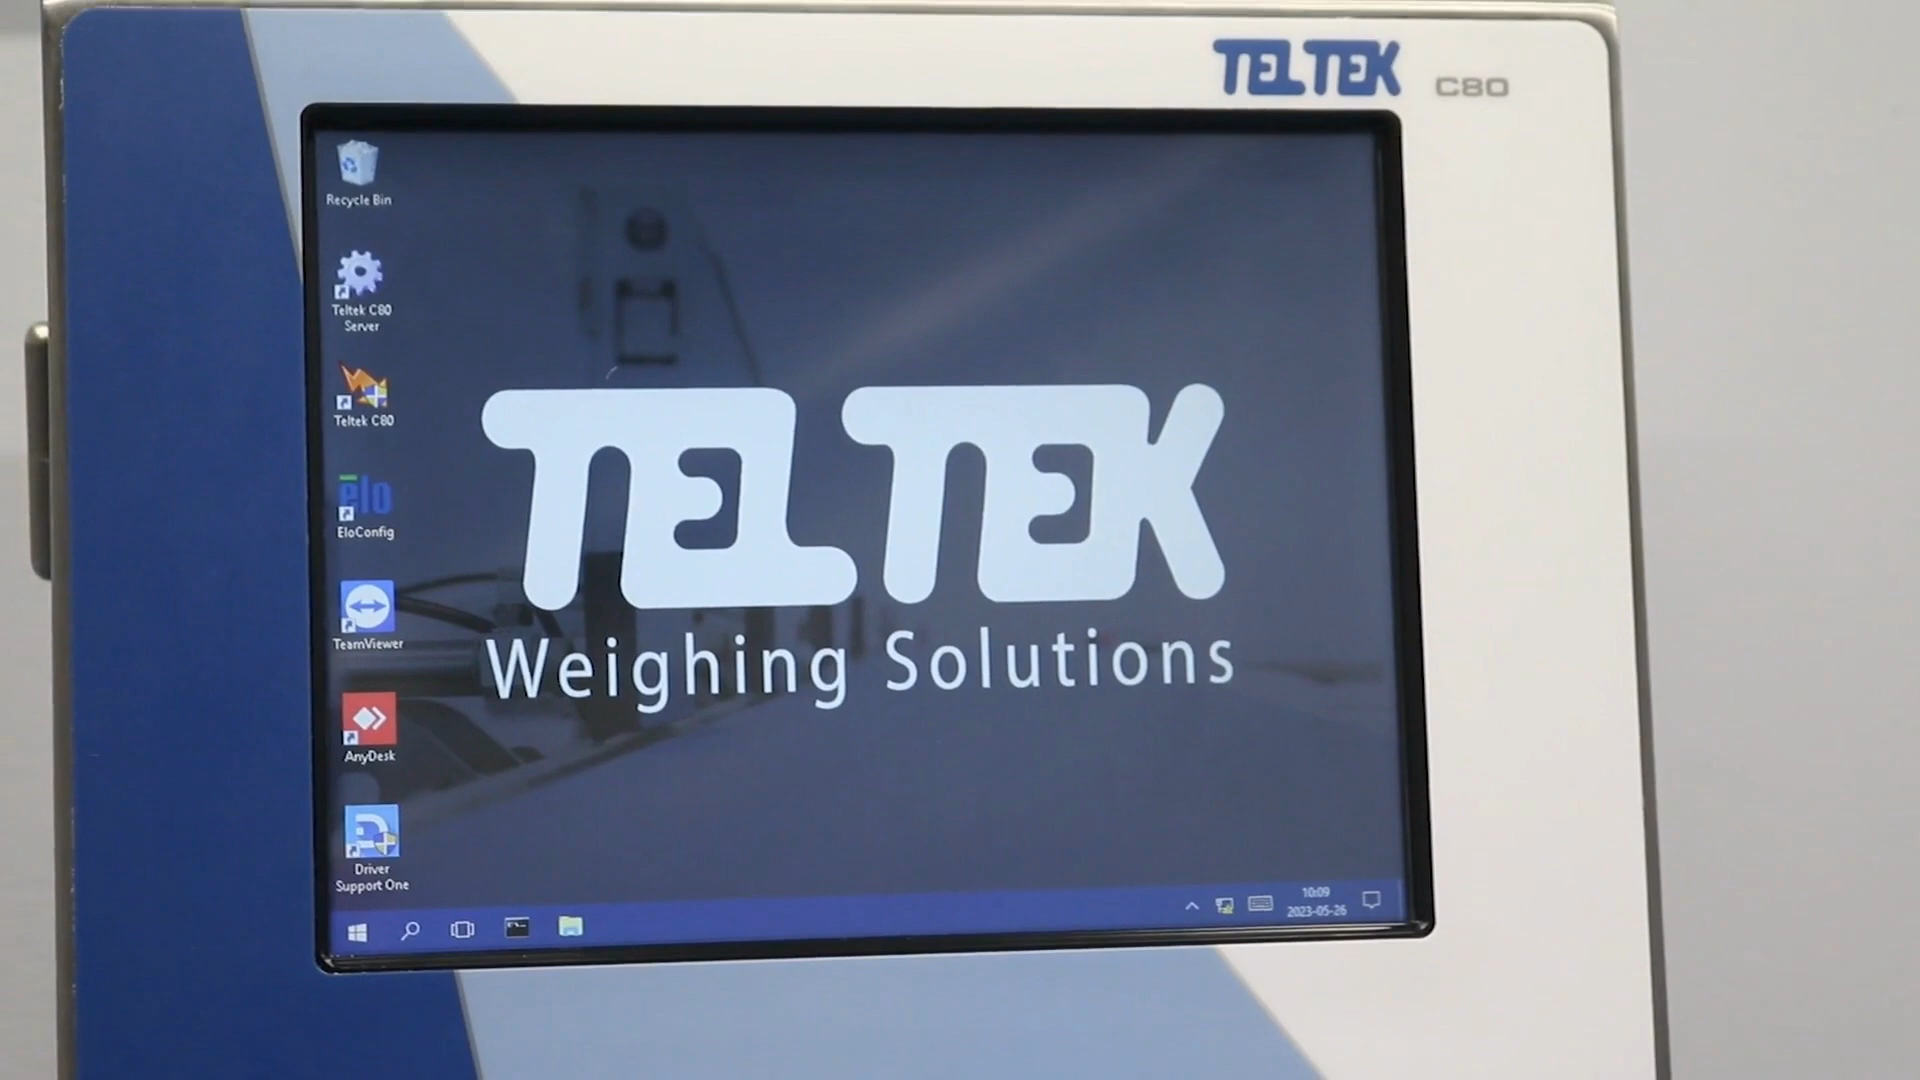 TELTEK C80
Recycle Bin
Teltek C80
Server
Teltek C80
elo
EloConfig
TeamViewer
AnyDesk
Driver
Support One
TELTEK
Weighing Solutions
10:09
2023-05-26